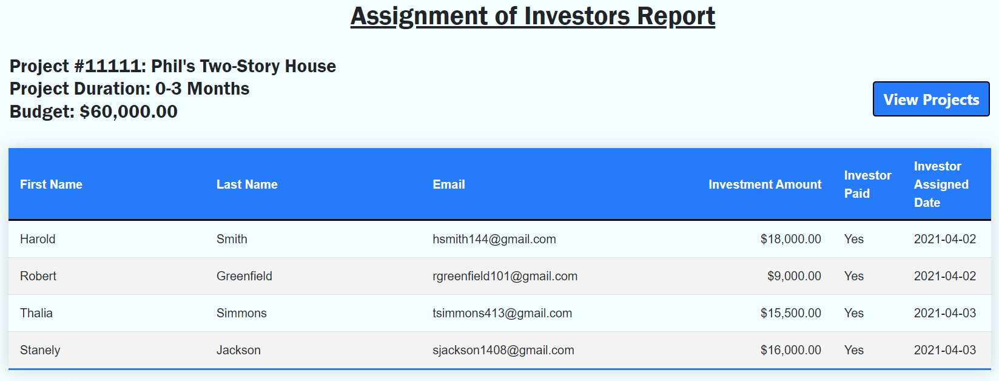 Assignment of Investors Report
Project #11111: Phil's Two-Story House
Project Duration: 0-3 Months
Budget: $60,000.00
View Projects
First Name Last Name Email Investment Amount Investor Paid Investor Assigned Date
Harold Smith hsmith144@gmail.com $18,000.00 Yes 2021-04-02
Robert Greenfield rgreenfield101@gmail.com $9,000.00 Yes 2021-04-02
Thalia Simmons tsimmons413@gmail.com $15,500.00 Yes 2021-04-03
Stanely Jackson sjackson1408@gmail.com $16,000.00 Yes 2021-04-03